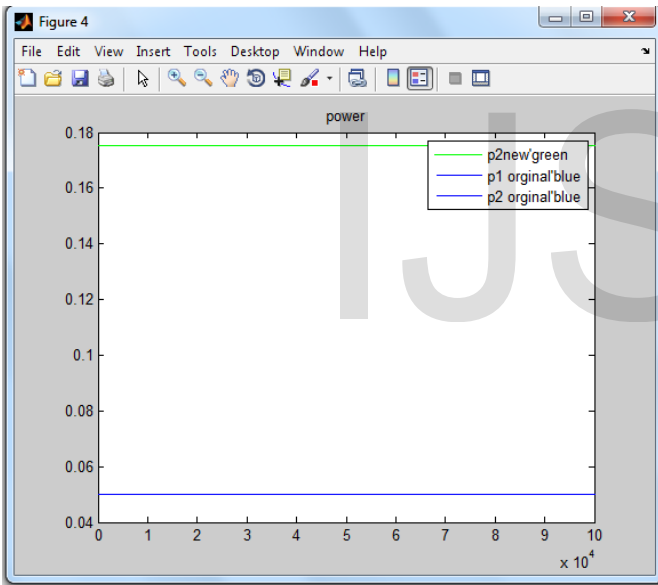 Figure 4
File Edit View Insert Tools Desktop Window Help
power
0.18
0.16
0.14
0.12
0.1
0.08
0.06
0.04
p2new'green
p1 orginal'blue
p2 orginal'blue
0 1 2 3 4 5 6 7 8 9 10
x 10^4
IJS